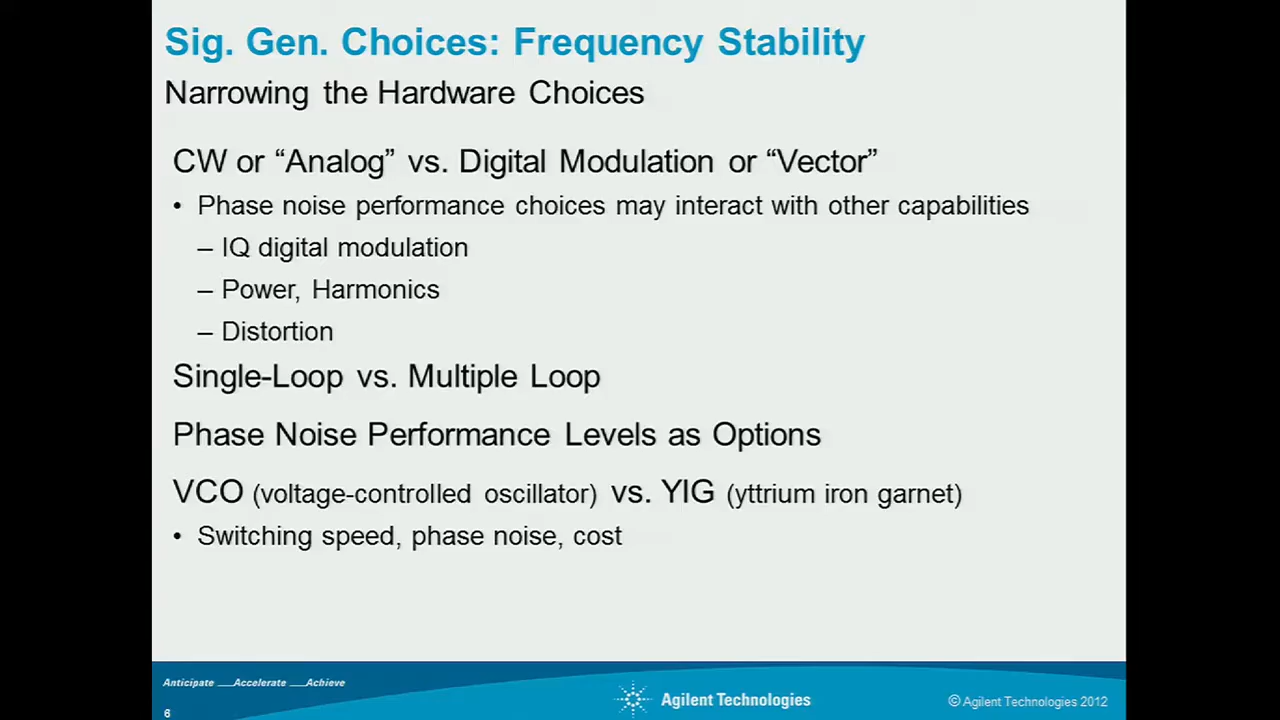 Sig. Gen. Choices: Frequency Stability
Narrowing the Hardware Choices
CW or “Analog” vs. Digital Modulation or “Vector”
• Phase noise performance choices may interact with other capabilities
– IQ digital modulation
– Power, Harmonics
– Distortion
Single-Loop vs. Multiple Loop
Phase Noise Performance Levels as Options
VCO (voltage-controlled oscillator) vs. YIG (yttrium iron garnet)
• Switching speed, phase noise, cost
Anticipate __Accelerate __Achieve
Agilent Technologies
© Agilent Technologies 2012
6